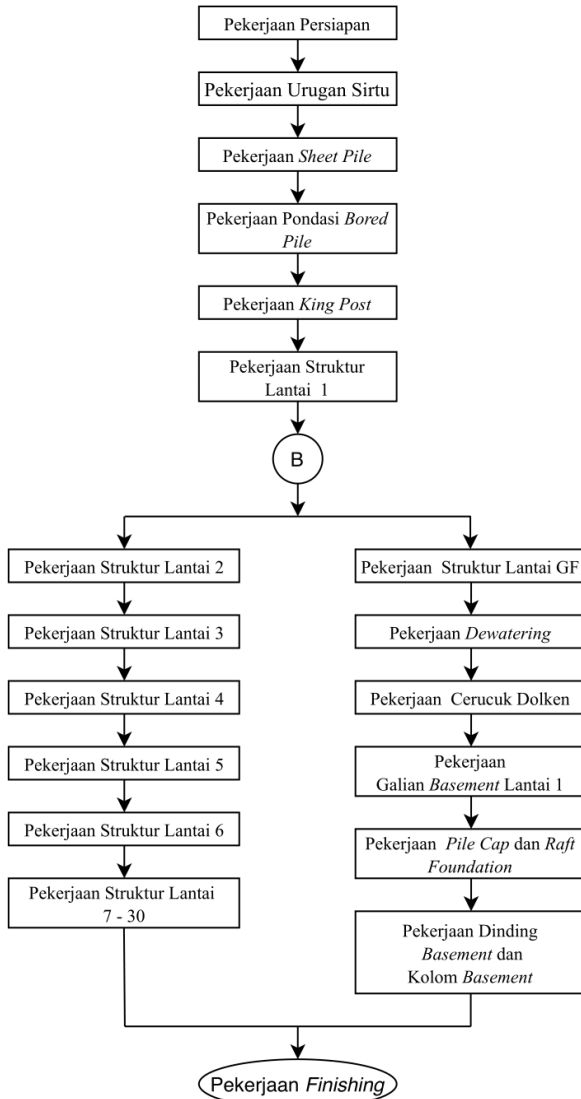 Pekerjaan Persiapan
Pekerjaan Urugan Sirtu
Pekerjaan Sheet Pile
Pekerjaan Pondasi Bored
Pile
Pekerjaan King Post
Pekerjaan Struktur
Lantai 1
B
Pekerjaan Struktur Lantai 2
Pekerjaan Struktur Lantai 3
Pekerjaan Struktur Lantai 4
Pekerjaan Struktur Lantai 5
Pekerjaan Struktur Lantai 6
Pekerjaan Struktur Lantai
7 - 30
Pekerjaan Struktur Lantai GF
Pekerjaan Dewatering
Pekerjaan Cerucuk Dolken
Pekerjaan
Galian Basement Lantai 1
Pekerjaan Pile Cap dan Raft
Foundation
Pekerjaan Dinding
Basement dan
Kolom Basement
Pekerjaan Finishing